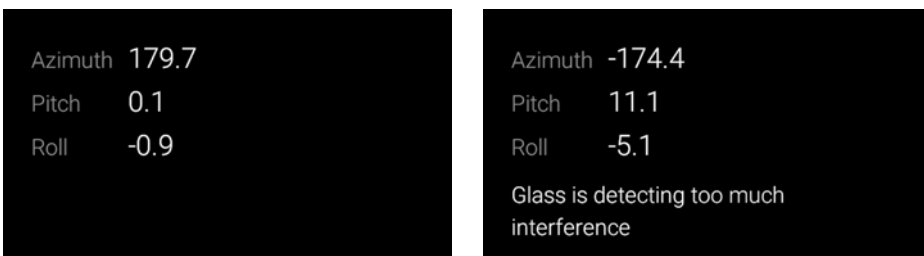 Azimuth 179.7
Pitch 0.1
Roll -0.9
Azimuth -174.4
Pitch 11.1
Roll -5.1
Glass is detecting too much
interference